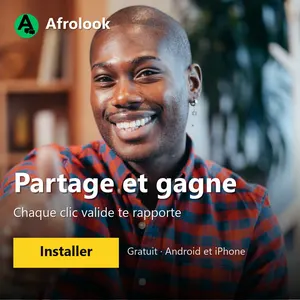 Afrolook
Partage et gagne
Chaque clic valide te rapporte
Installer
Gratuit · Android et iPhone